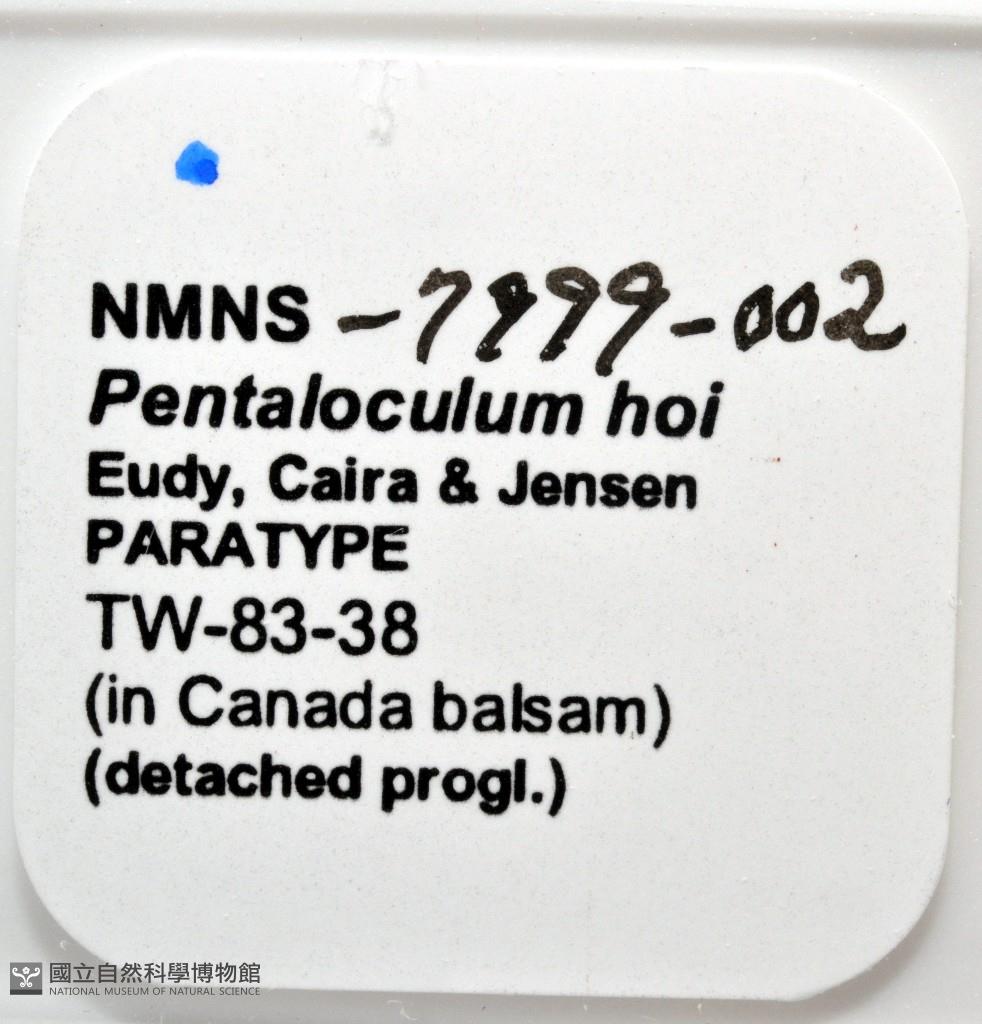 NMNS -7999-002
Pentaloculum hoi
Eudy, Caira & Jensen
PARATYPE
TW-83-38
(in Canada balsam)
(detached progl.)
國立自然科學博物館
NATIONAL MUSEUM OF NATURAL SCIENCE